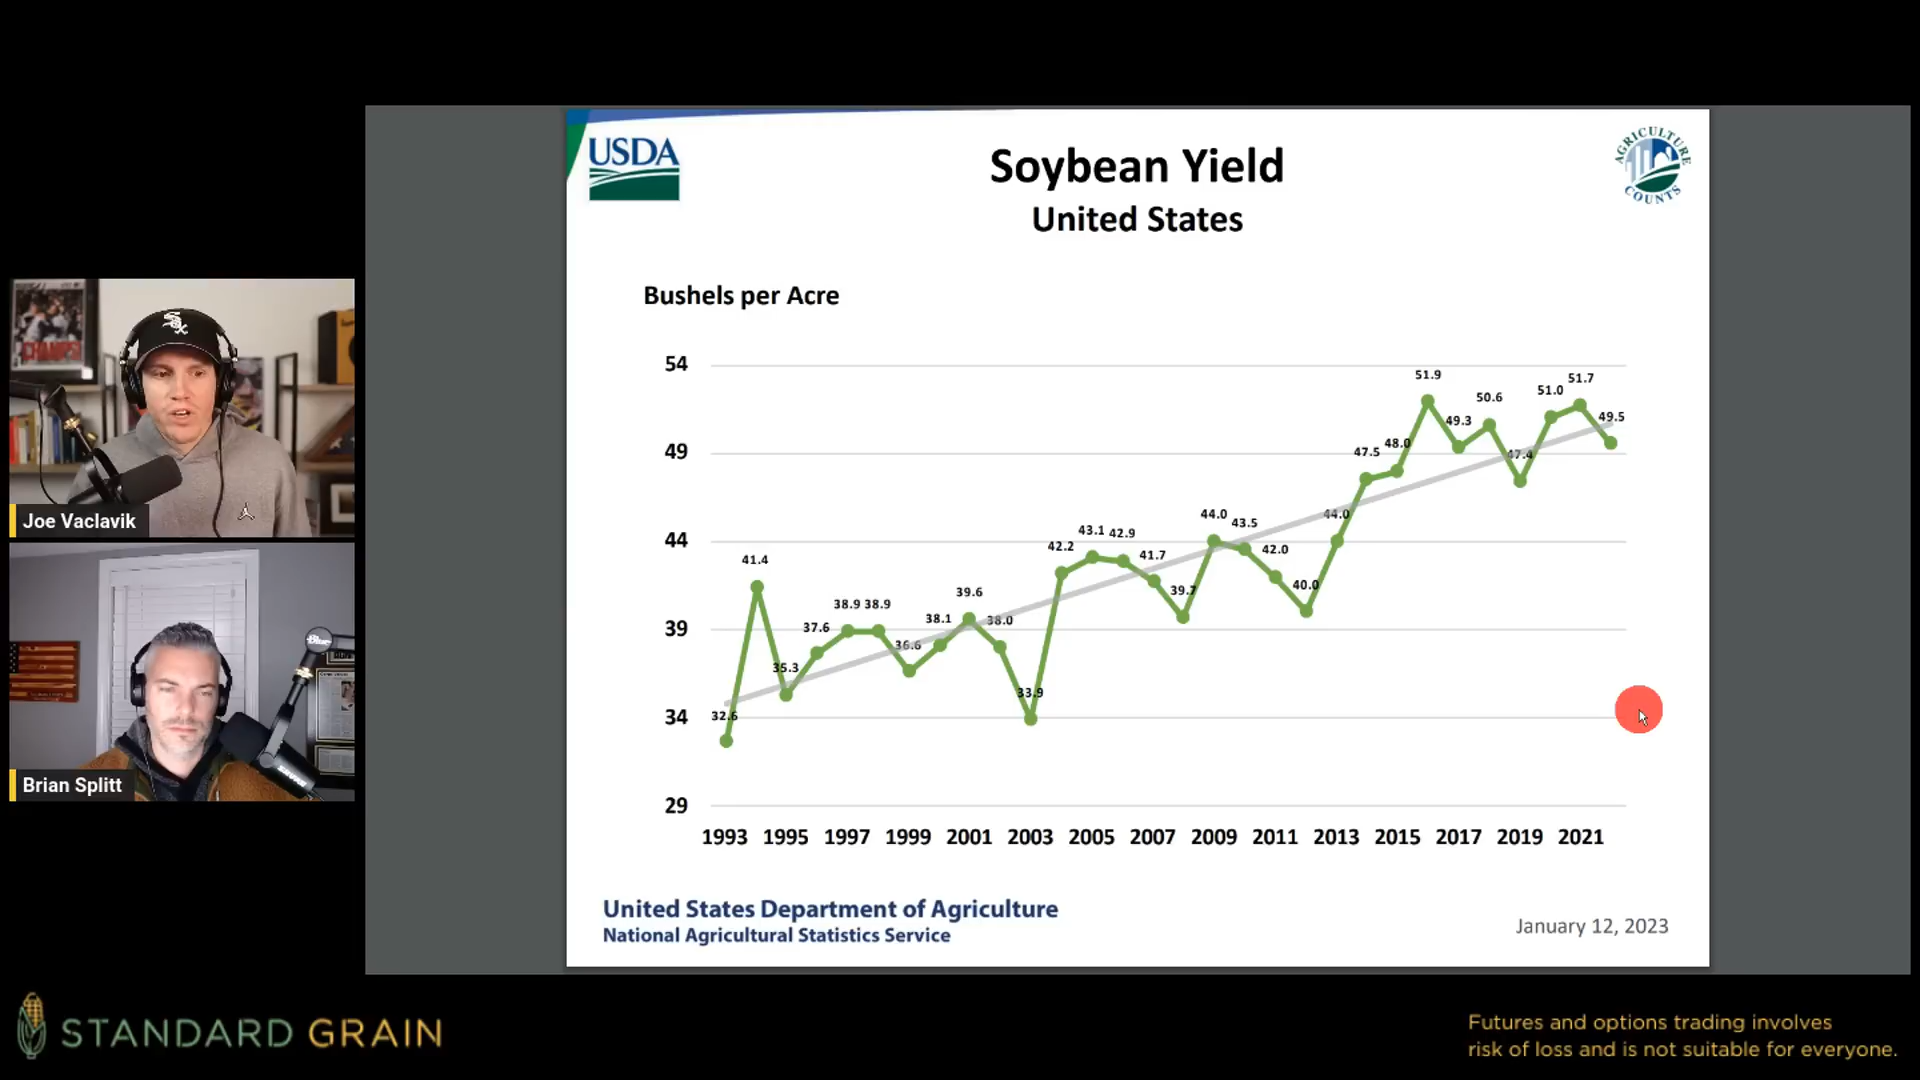 USDA
Soybean Yield
United States
AGRICULTURE
COUNTS
Bushels per Acre
54
49
44
39
34
29
32.6
41.4
35.3
37.6
38.9
38.9
36.6
38.1
39.6
38.0
33.9
42.2
43.1
42.9
41.7
39.7
44.0
43.5
42.0
40.0
44.0
47.5
48.0
51.9
49.3
50.6
47.4
51.0
51.7
49.5
1993 1995 1997 1999 2001 2003 2005 2007 2009 2011 2013 2015 2017 2019 2021
United States Department of Agriculture
National Agricultural Statistics Service
January 12, 2023
CHAMPS
Sox
Joe Vaclavik
Blue
Brian Splitt
STANDARD GRAIN
Futures and options trading involves
risk of loss and is not suitable for everyone.